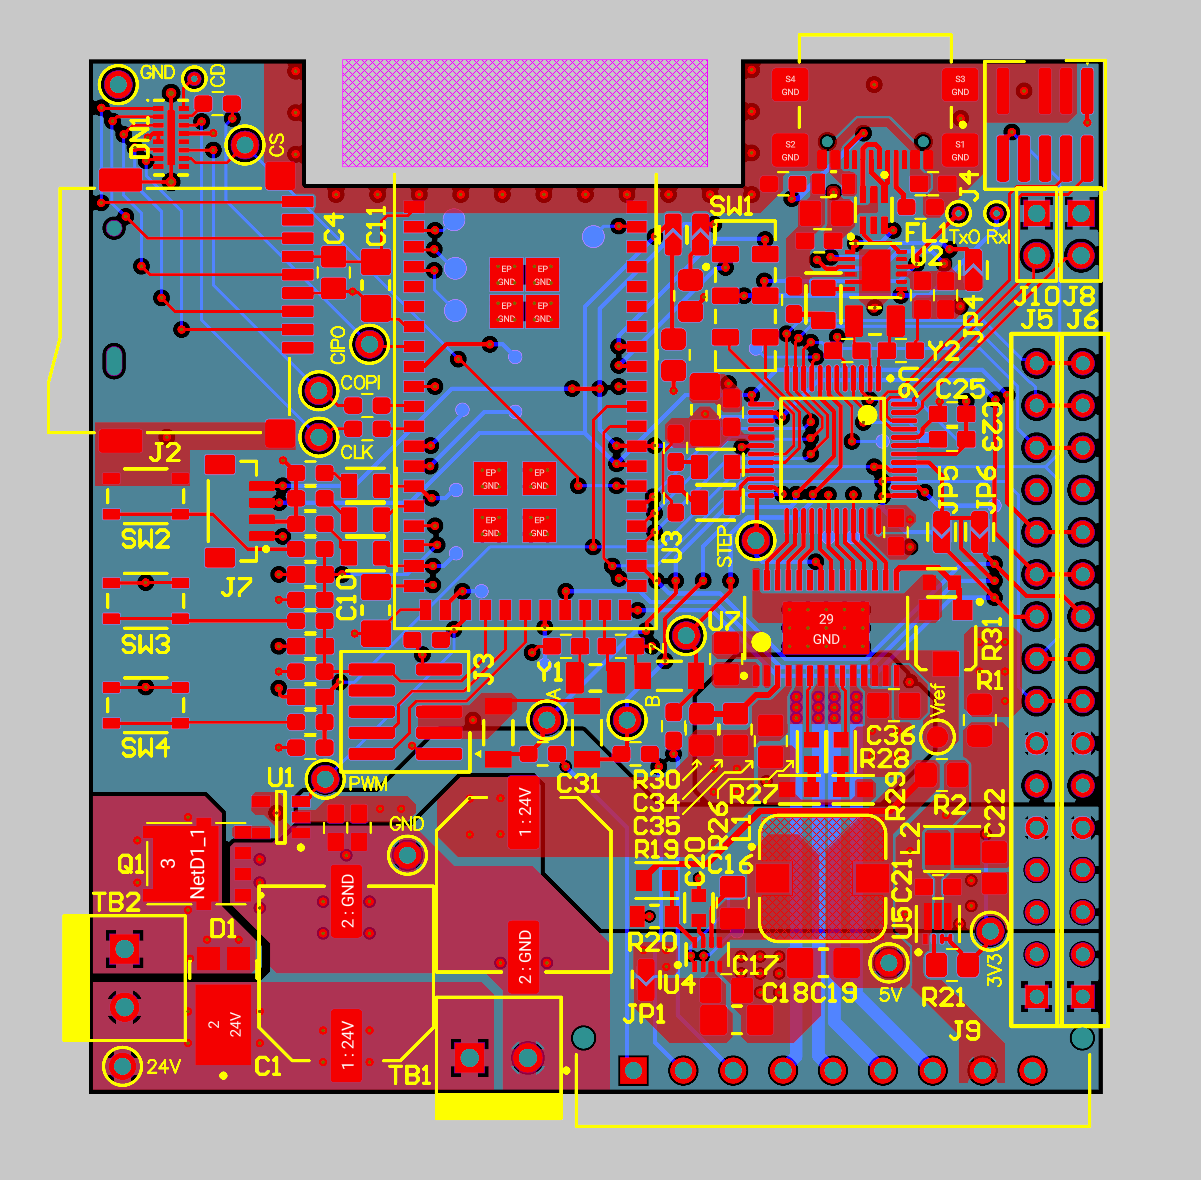 GND
CD
DN1
CS
S4
GND
S3
GND
S2
GND
S1
GND
J4
C4
C11
SW1
FL1
TxO
RxI
U2
EP
EP
EP
GND
EP
GND
J10
J8
J5
J6
JP4
CIPO
Y2
COPI
U6
C25
C23
CLK
J2
EP
GND
EP
GND
JP5
JP6
EP
GND
EP
GND
SW2
STEP
U3
J7
C10
29
GND
U7
SW3
R31
Z
J3
Y1
R1
A
B
Vref
SW4
C36
U1
PWM
C31
R28
R30
R27
C34
R29
R2
C22
1 : 24V
GND
C35
R26
L1
L2
R19
Q1
3
NetD1_1
C20
C16
C21
2 : GND
TB2
D1
R20
U5
2 : GND
C17
U4
3V3
C18
C19
5V
R21
JP1
2
24V
J9
1 : 24V
24V
C1
TB1